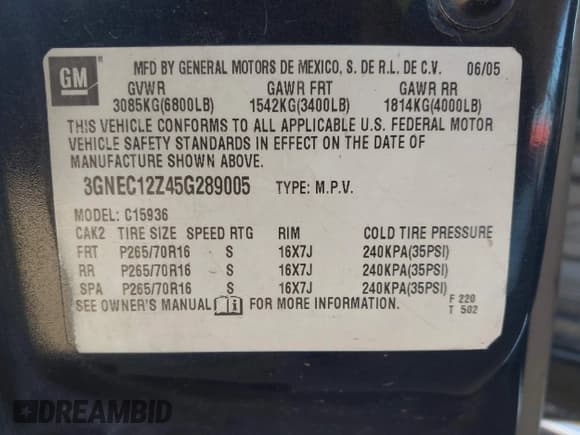 GM
MFD BY GENERAL MOTORS DE MEXICO, S. DE R.L. DE C.V. 06/05
GVWR GAWR FRT GAWR RR
3085KG(6800LB) 1542KG(3400LB) 1814KG(4000LB)
THIS VEHICLE CONFORMS TO ALL APPLICABLE U.S. FEDERAL MOTOR
VEHICLE SAFETY STANDARDS IN EFFECT ON THE DATE OF
MANUFACTURE SHOWN ABOVE.
3GNEC12Z45G289005 TYPE: M.P.V.
MODEL: C15936
CAK2 TIRE SIZE SPEED RTG RIM COLD TIRE PRESSURE
FRT P265/70R16 S 16X7J 240KPA(35PSI)
RR P265/70R16 S 16X7J 240KPA(35PSI)
SPA P265/70R16 S 16X7J 240KPA(35PSI)
SEE OWNER'S MANUAL FOR MORE INFORMATION. F 220
T 502
DREAMBID